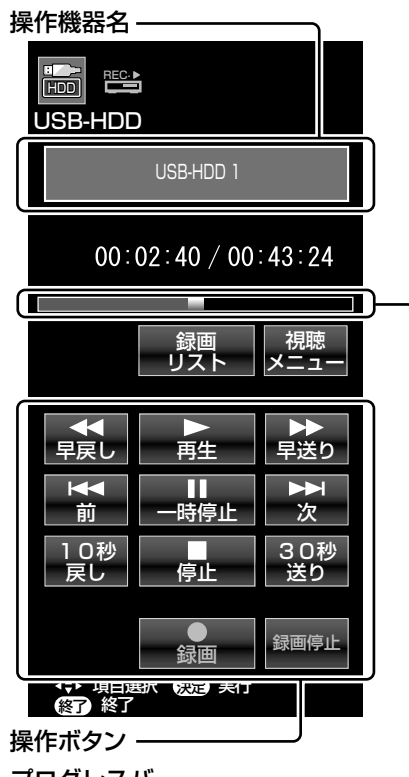 操作機器名
HDD REC
USB-HDD
USB-HDD 1
00:02:40 / 00:43:24
録画
リスト
視聴
メニュー
早戻し 再生 早送り
前 一時停止 次
10秒
戻し
停止
30秒
送り
録画 録画停止
項目選択 決定 実行
終了 終了
操作ボタン
プログレスバ